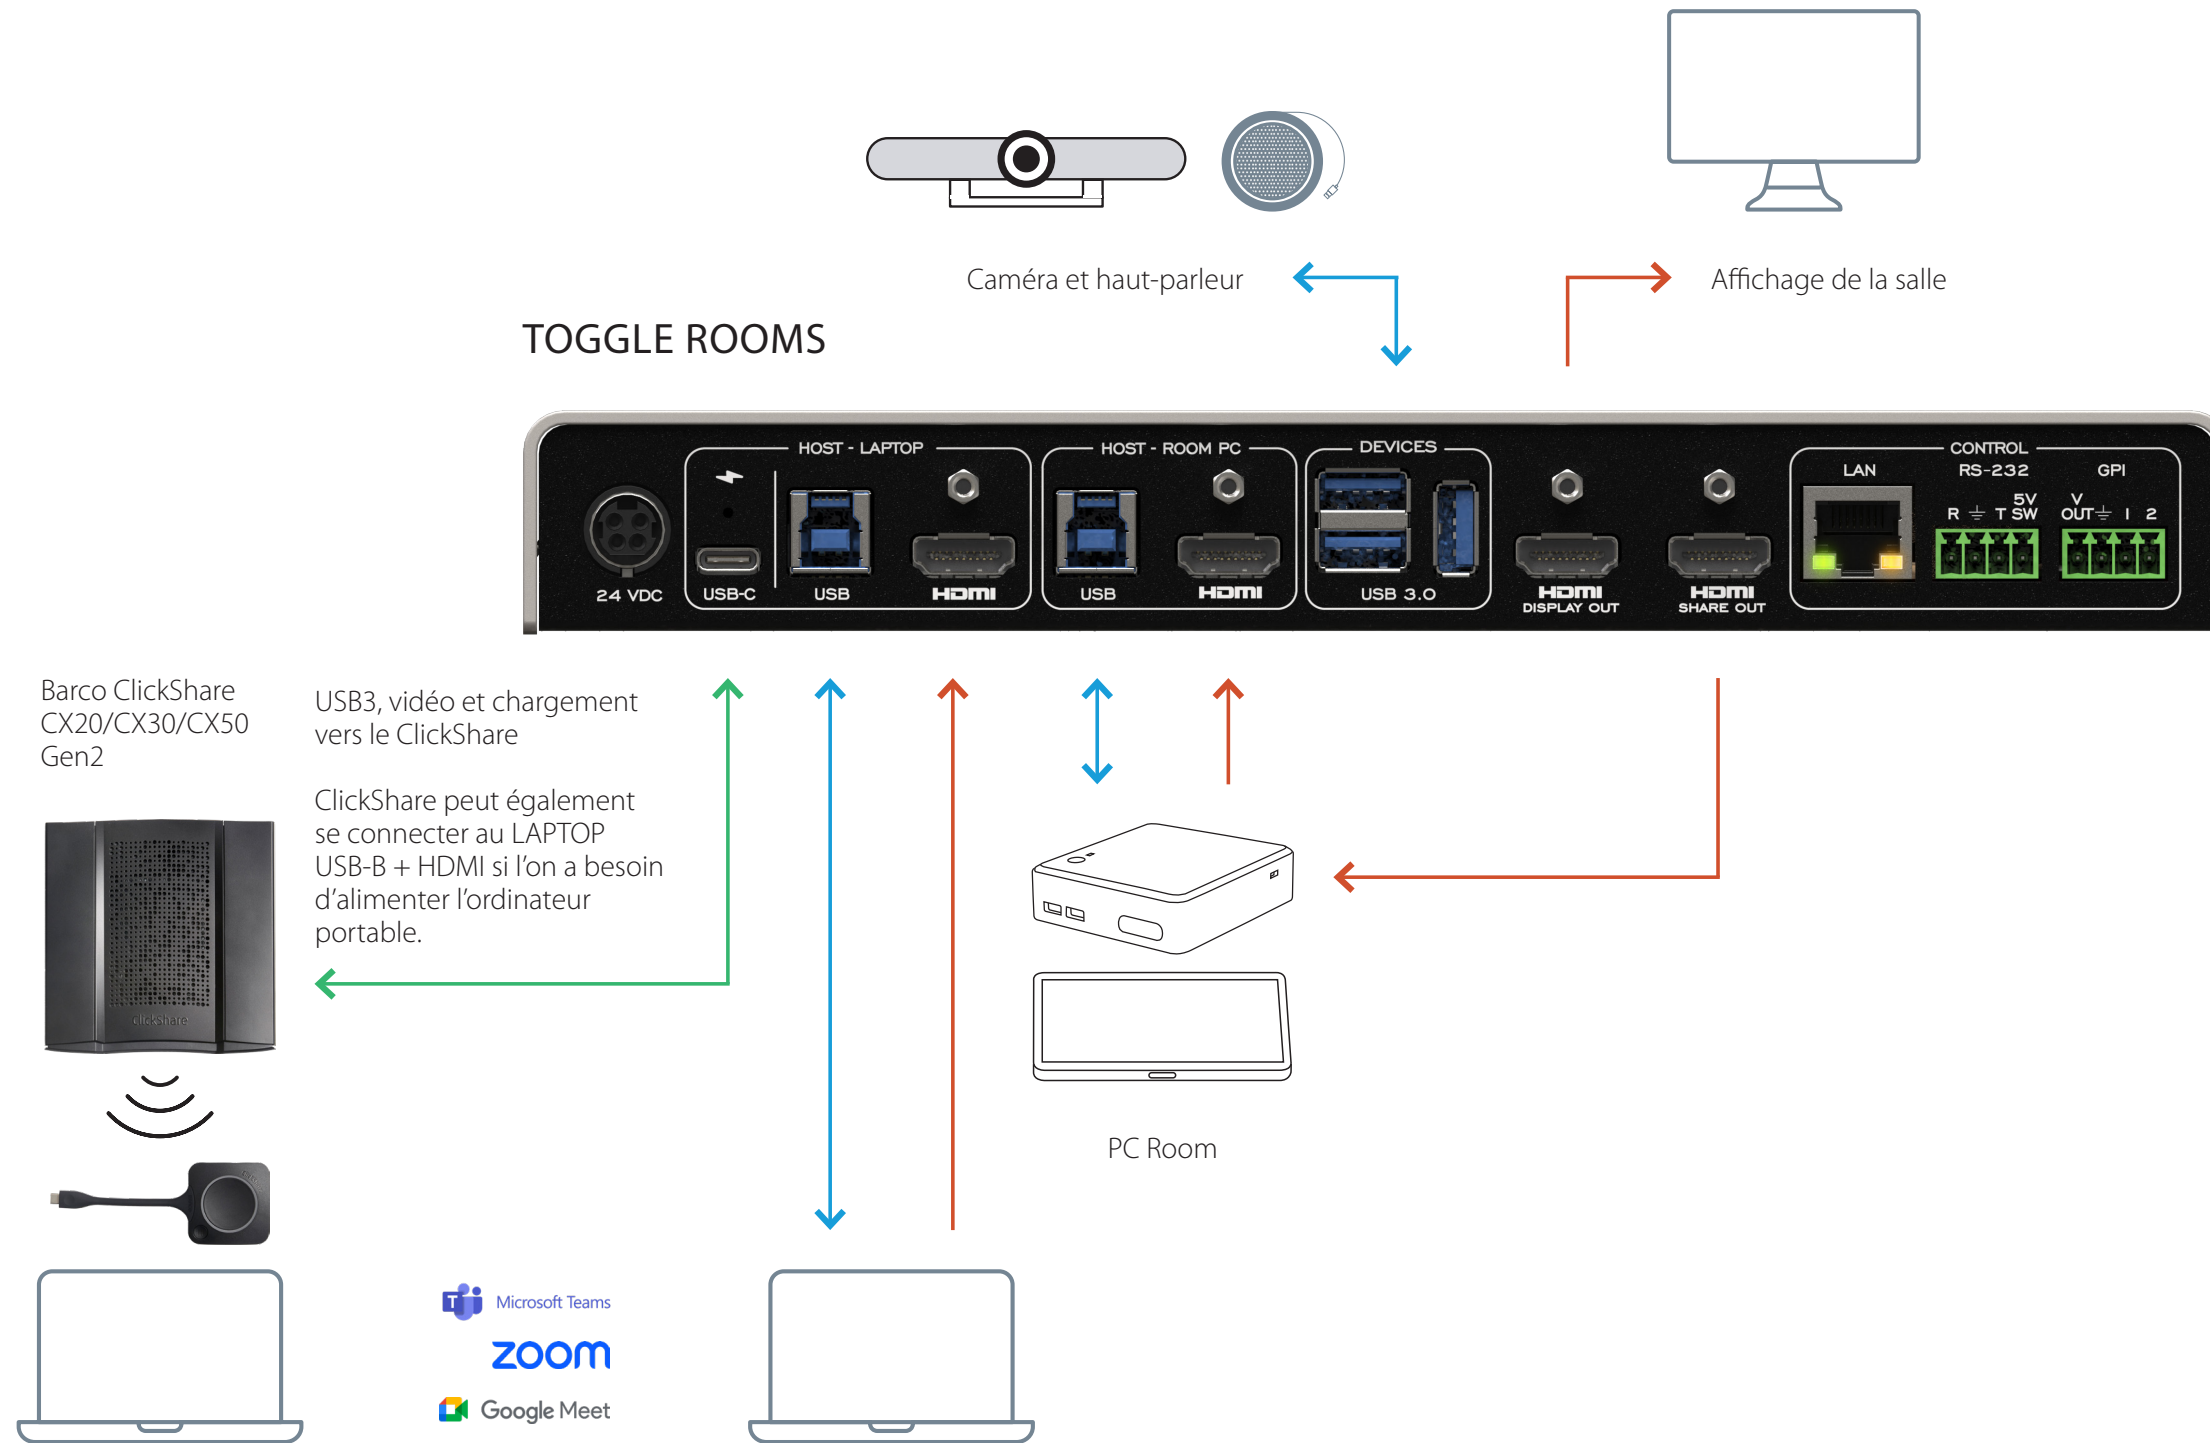 Caméra et haut-parleur
Affichage de la salle
TOGGLE ROOMS
HOST - LAPTOP
HOST - ROOM PC
DEVICES
CONTROL
LAN
RS-232
GPI
5V
V
R T SW
OUT 1 2
24 VDC
USB-C
USB
HDMI
USB
HDMI
USB 3.0
HDMI
DISPLAY OUT
HDMI
SHARE OUT
Barco ClickShare
CX20/CX30/CX50
Gen2
USB3, vidéo et chargement
vers le ClickShare
ClickShare peut également
se connecter au LAPTOP
USB-B + HDMI si l’on a besoin
d’alimenter l’ordinateur
portable.
clickshare
PC Room
T
Microsoft Teams
zoom
Google Meet